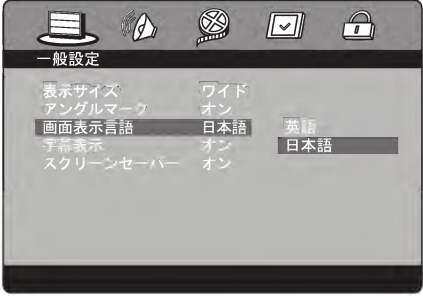 一般設定
表示サイズ ワイド
アングルマーク オン
画面表示言語 日本語 英語
字幕表示 オン 日本語
スクリーンセーバー オン